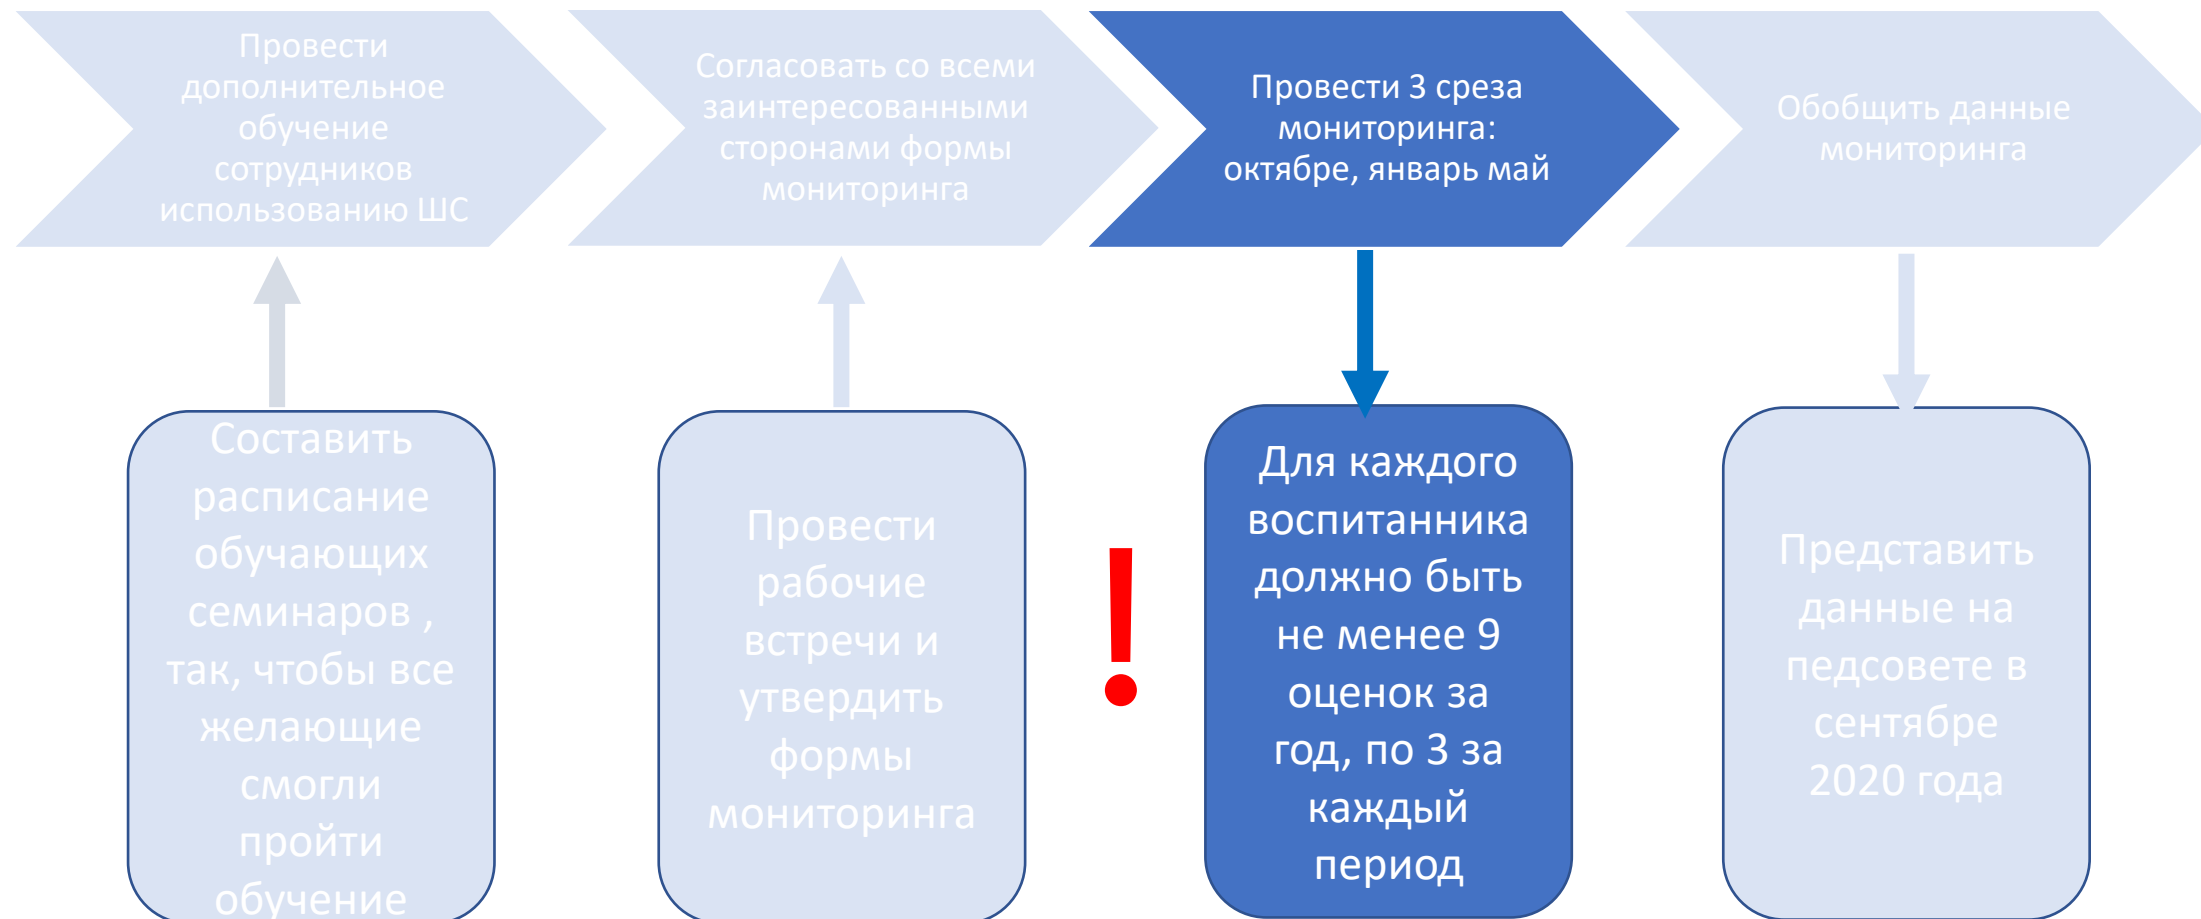 Провести
дополнительное
обучение
сотрудников
использованию ШС
Согласовать со всеми
заинтересованными
сторонами формы
мониторинга
Провести 3 среза
мониторинга:
октябре, январь май
Обобщить данные
мониторинга
Составить
расписание
обучающих
семинаров ,
так, чтобы все
желающие
смогли
пройти
обучение
Провести
рабочие
встречи и
утвердить
формы
мониторинга
!
Для каждого
воспитанника
должно быть
не менее 9
оценок за
год, по 3 за
каждый
период
Представить
данные на
педсовете в
сентябре
2020 года